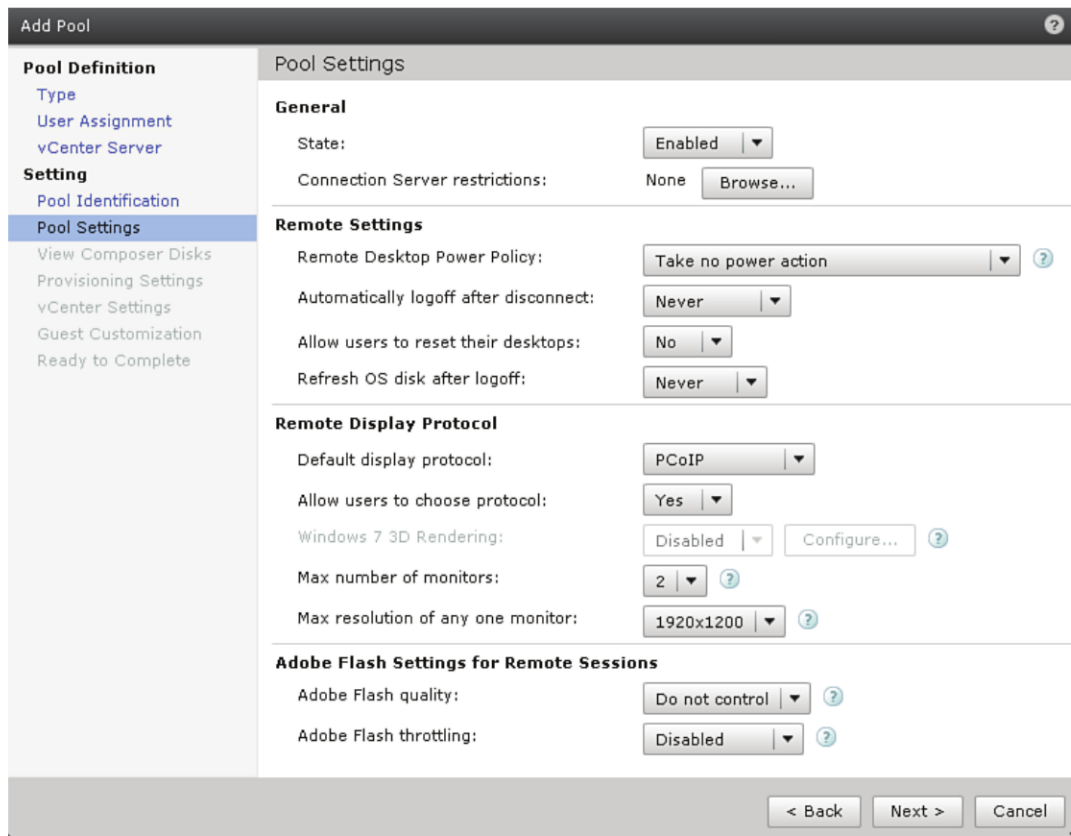 Add Pool ?
Pool Definition
Type
User Assignment
vCenter Server
Setting
Pool Identification
Pool Settings
View Composer Disks
Provisioning Settings
vCenter Settings
Guest Customization
Ready to Complete
Pool Settings
General
State: Enabled
Connection Server restrictions: None Browse...
Remote Settings
Remote Desktop Power Policy: Take no power action ?
Automatically logoff after disconnect: Never
Allow users to reset their desktops: No
Refresh OS disk after logoff: Never
Remote Display Protocol
Default display protocol: PCoIP
Allow users to choose protocol: Yes
Windows 7 3D Rendering: Disabled Configure... ?
Max number of monitors: 2 ?
Max resolution of any one monitor: 1920x1200 ?
Adobe Flash Settings for Remote Sessions
Adobe Flash quality: Do not control ?
Adobe Flash throttling: Disabled ?
< Back Next > Cancel